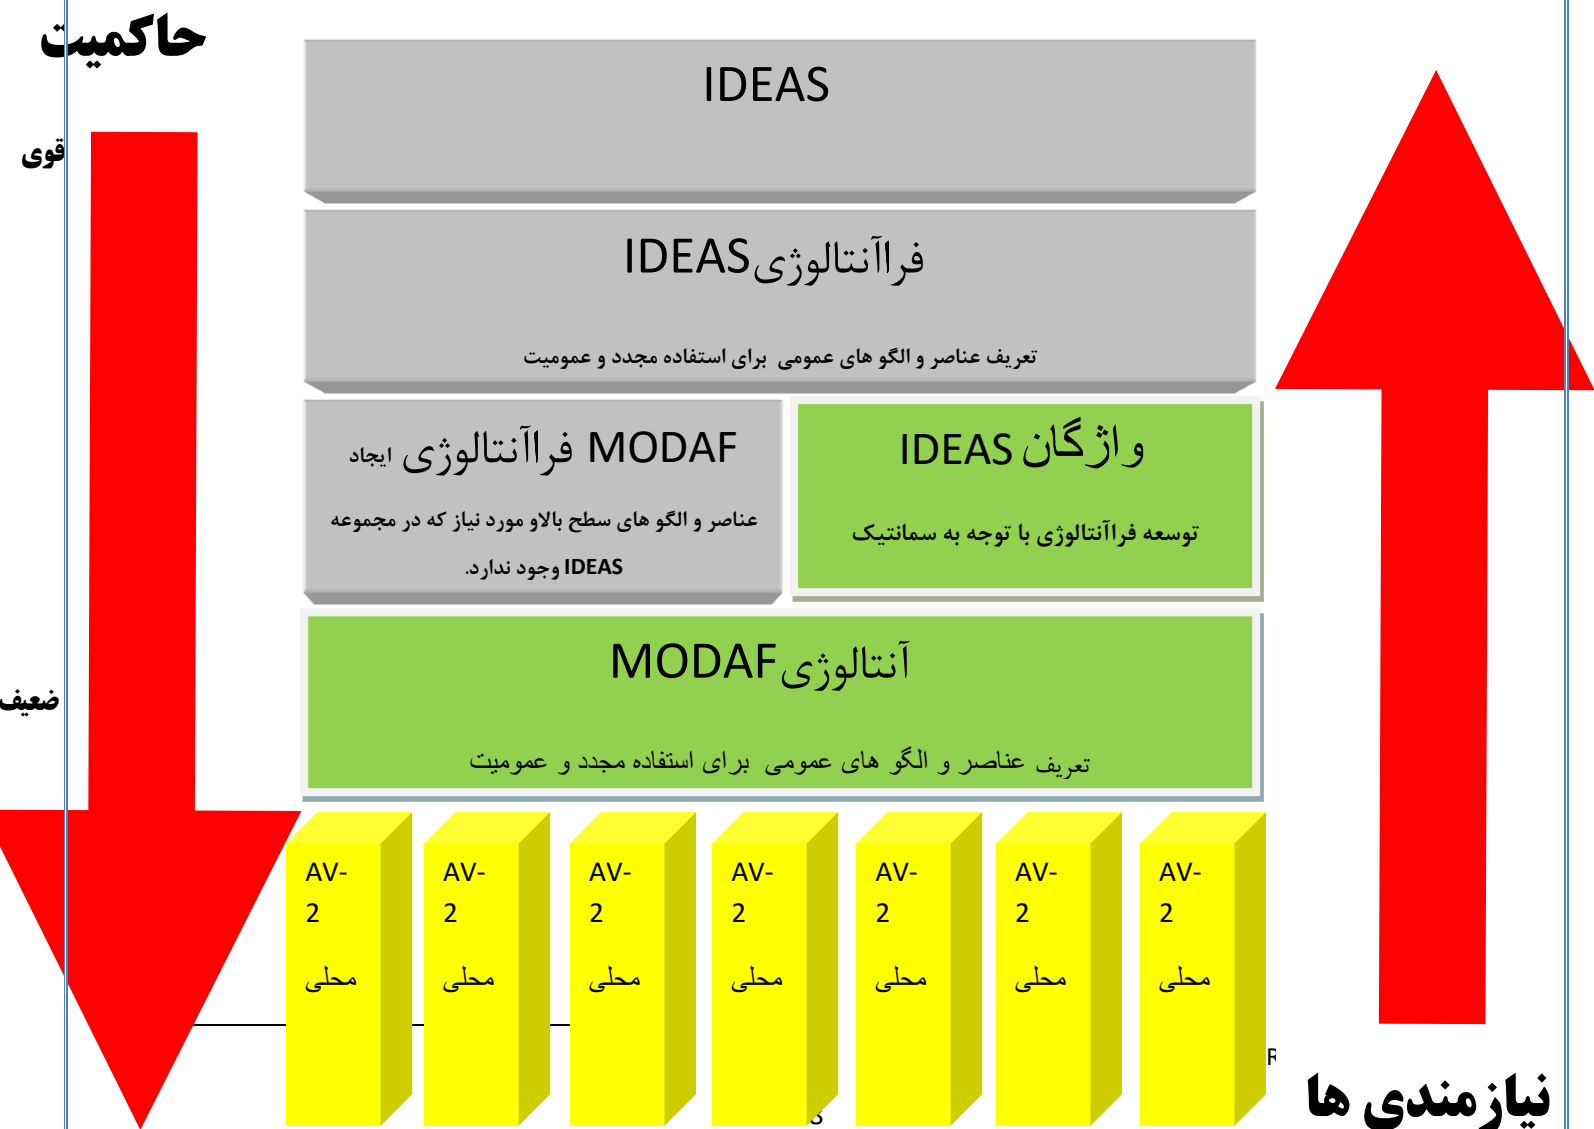 حاکمیت
قوی
ضعیف
IDEAS
فراآنتالوژی IDEAS
تعریف عناصر و الگو های عمومی برای استفاده مجدد و عمومیت
MODAF فراآنتالوژی ایجاد
عناصر و الگو های سطح بالاو مورد نیاز که در مجموعه
IDEAS وجود ندارد.
واژگان IDEAS
توسعه فراآنتالوژی با توجه به سمانتیک
آنتالوژی MODAF
تعریف عناصر و الگو های عمومی برای استفاده مجدد و عمومیت
AV-
2
محلی
AV-
2
محلی
AV-
2
محلی
AV-
2
محلی
AV-
2
محلی
AV-
2
محلی
AV-
2
محلی
نیازمندی ها